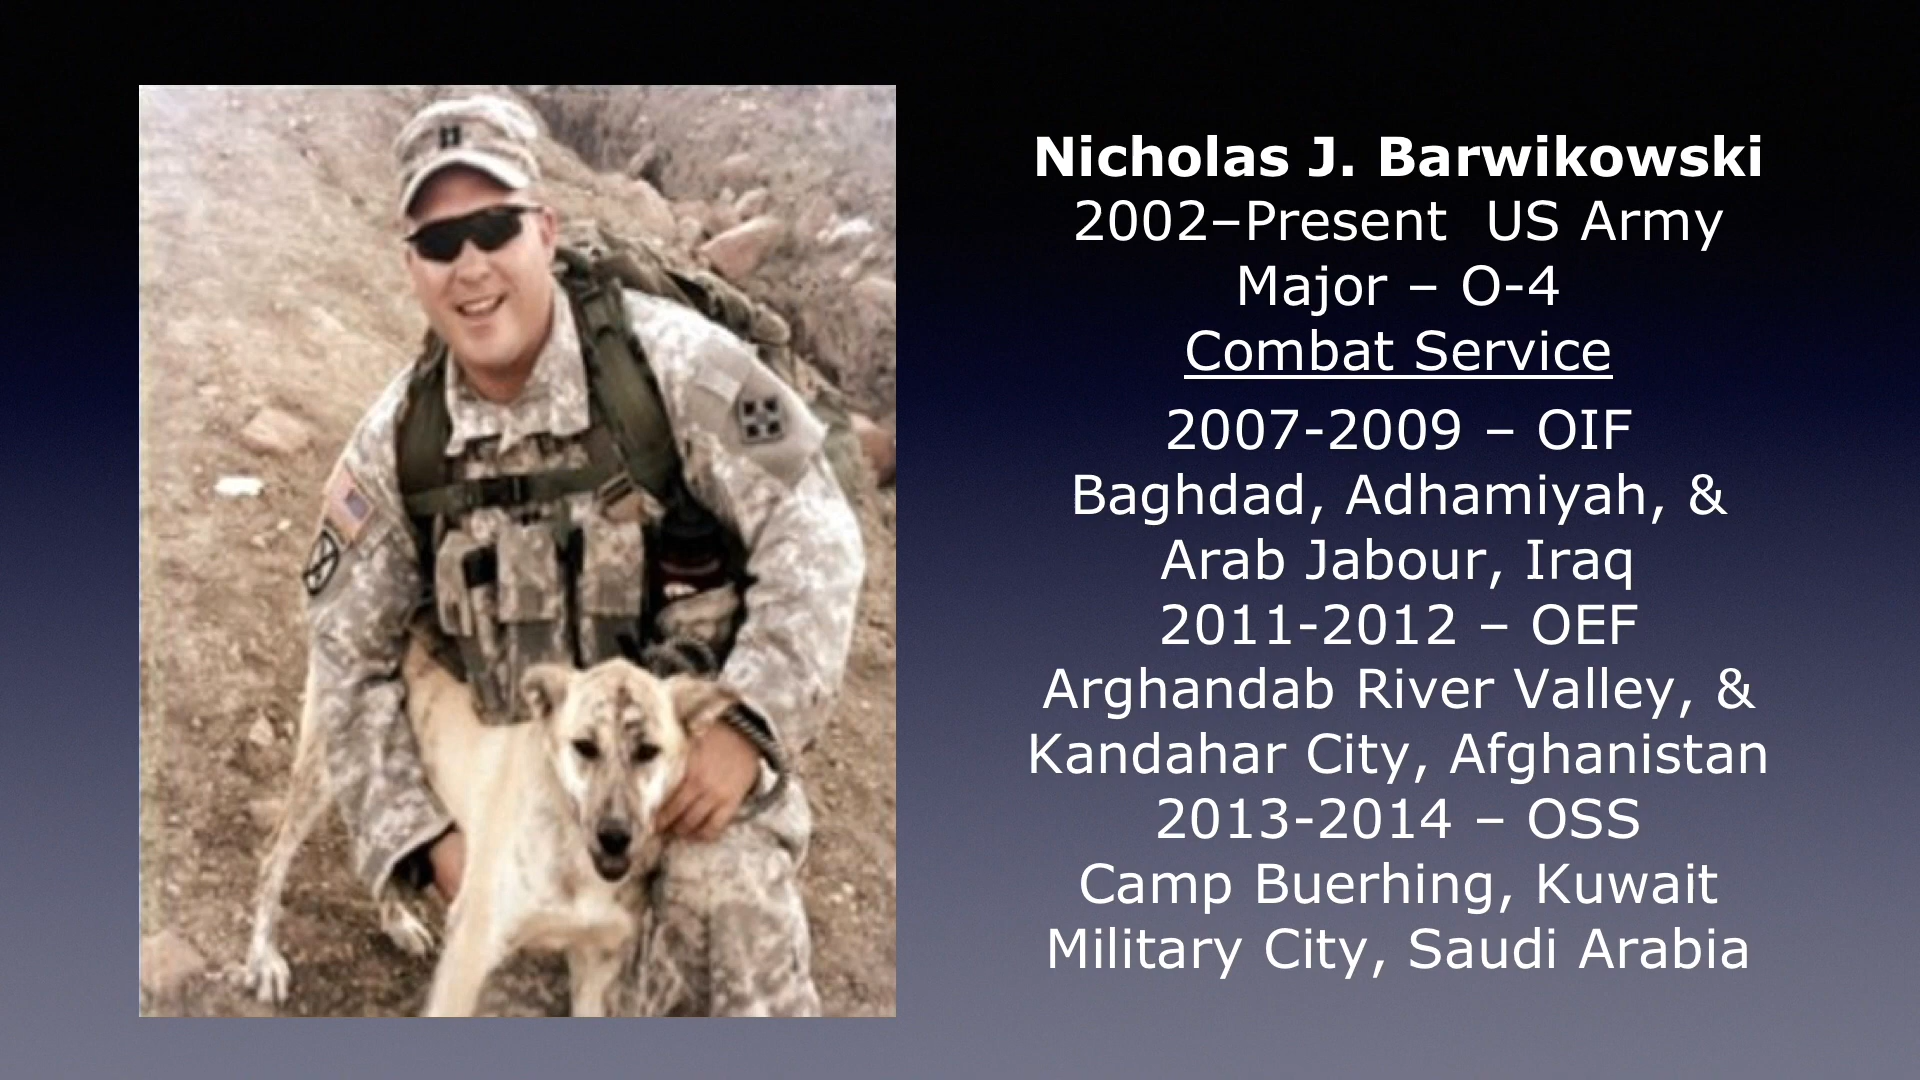 Nicholas J. Barwikowski
2002–Present  US Army
Major – O-4
Combat Service
2007-2009 – OIF
Baghdad, Adhamiyah, &
Arab Jabour, Iraq
2011-2012 – OEF
Arghandab River Valley, &
Kandahar City, Afghanistan
2013-2014 – OSS
Camp Buerhing, Kuwait
Military City, Saudi Arabia